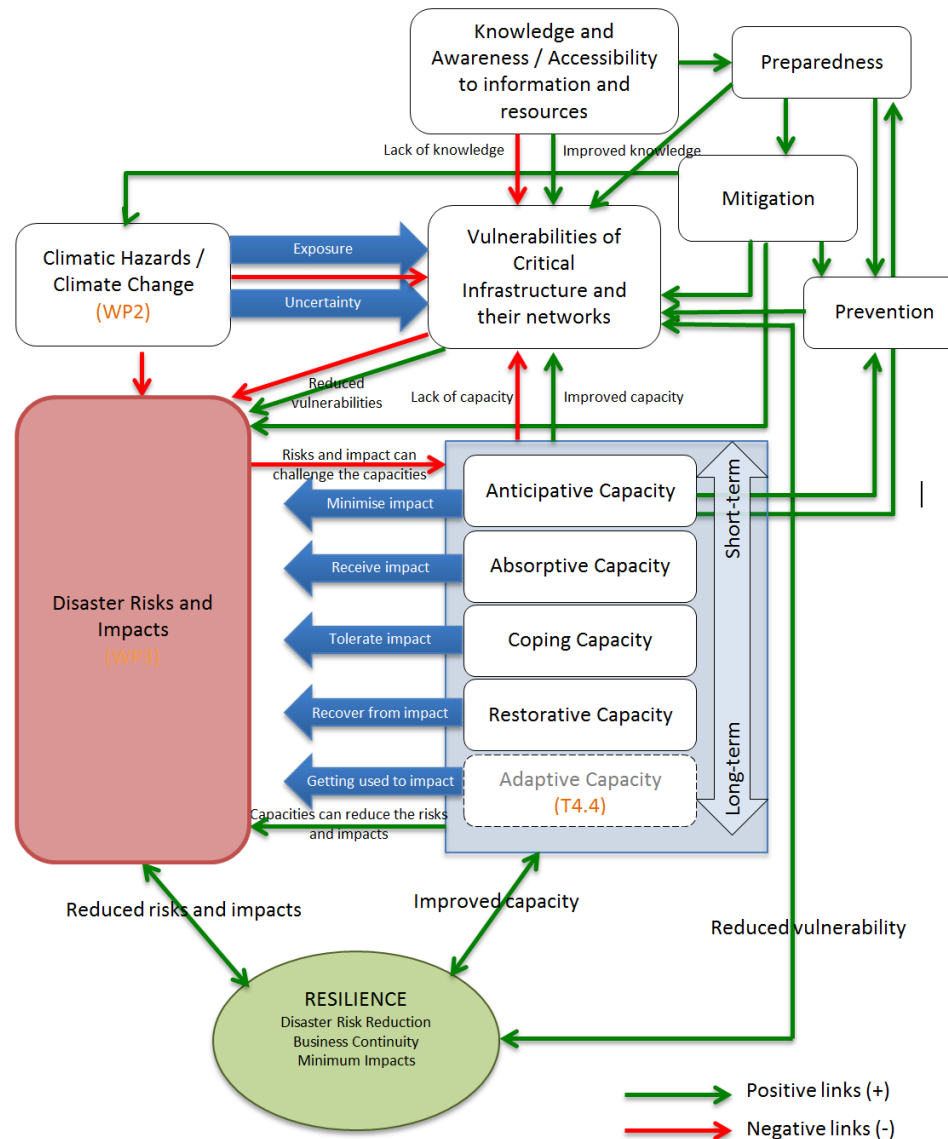 Knowledge and
Awareness / Accessibility
to information and
resources
Preparedness
Lack of knowledge
Improved knowledge
Mitigation
Climatic Hazards /
Climate Change
(WP2)
Exposure
Uncertainty
Vulnerabilities of
Critical
Infrastructure and
their networks
Prevention
Reduced
vulnerabilities
Lack of capacity
Improved capacity
Risks and impact can
challenge the capacities
Disaster Risks and
Impacts
(WP3)
Minimise impact
Receive impact
Tolerate impact
Recover from impact
Getting used to impact
Anticipative Capacity
Absorptive Capacity
Coping Capacity
Restorative Capacity
Adaptive Capacity
(T4.4)
Short-term
Long-term
Capacities can reduce the risks
and impacts
Reduced risks and impacts
Improved capacity
Reduced vulnerability
RESILIENCE
Disaster Risk Reduction
Business Continuity
Minimum Impacts
Positive links (+)
Negative links (-)